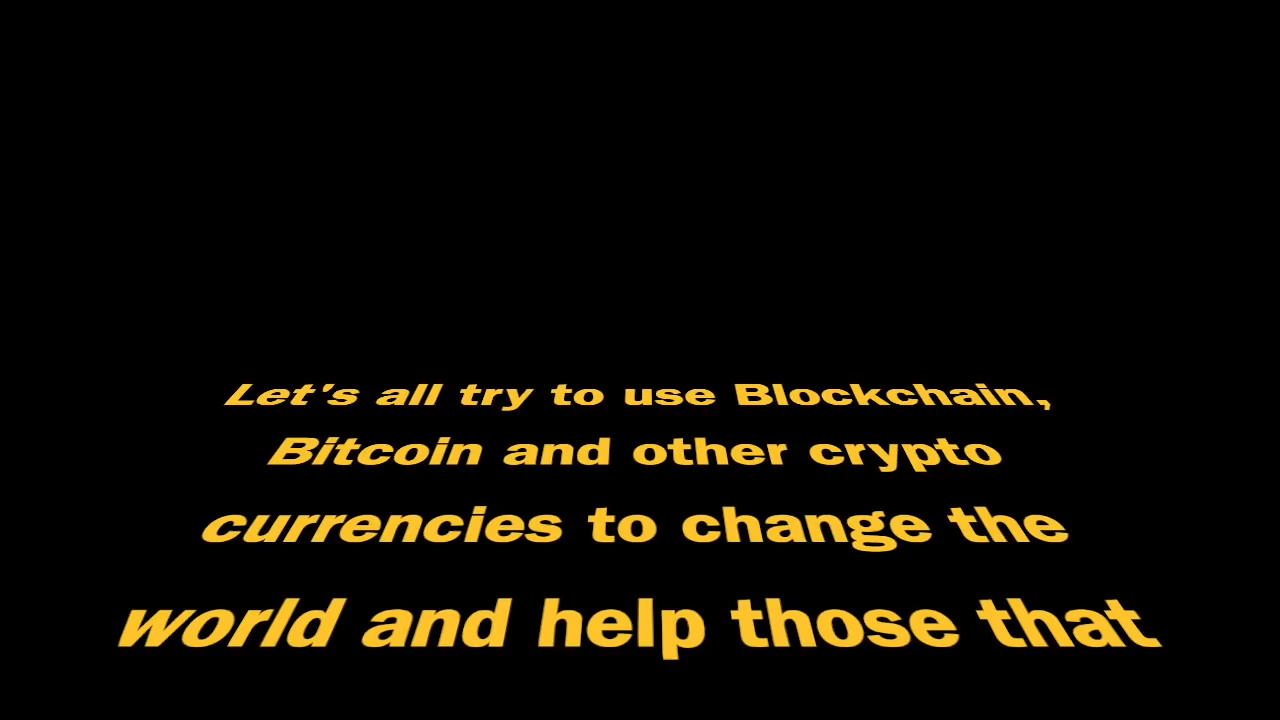 Let's all try to use Blockchain,
Bitcoin and other crypto
currencies to change the
world and help those that